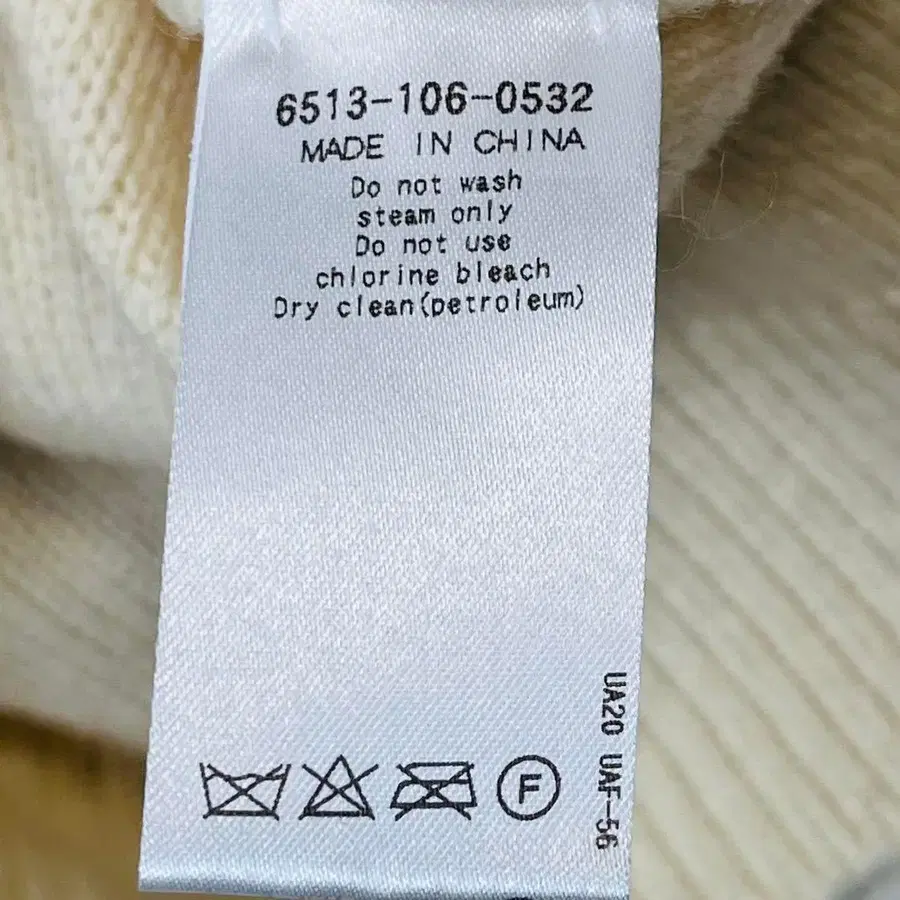 6513-106-0532
MADE IN CHINA
Do not wash
steam only
Do not use
chlorine bleach
Dry clean(petroleum)
UA20 UAF-56
F